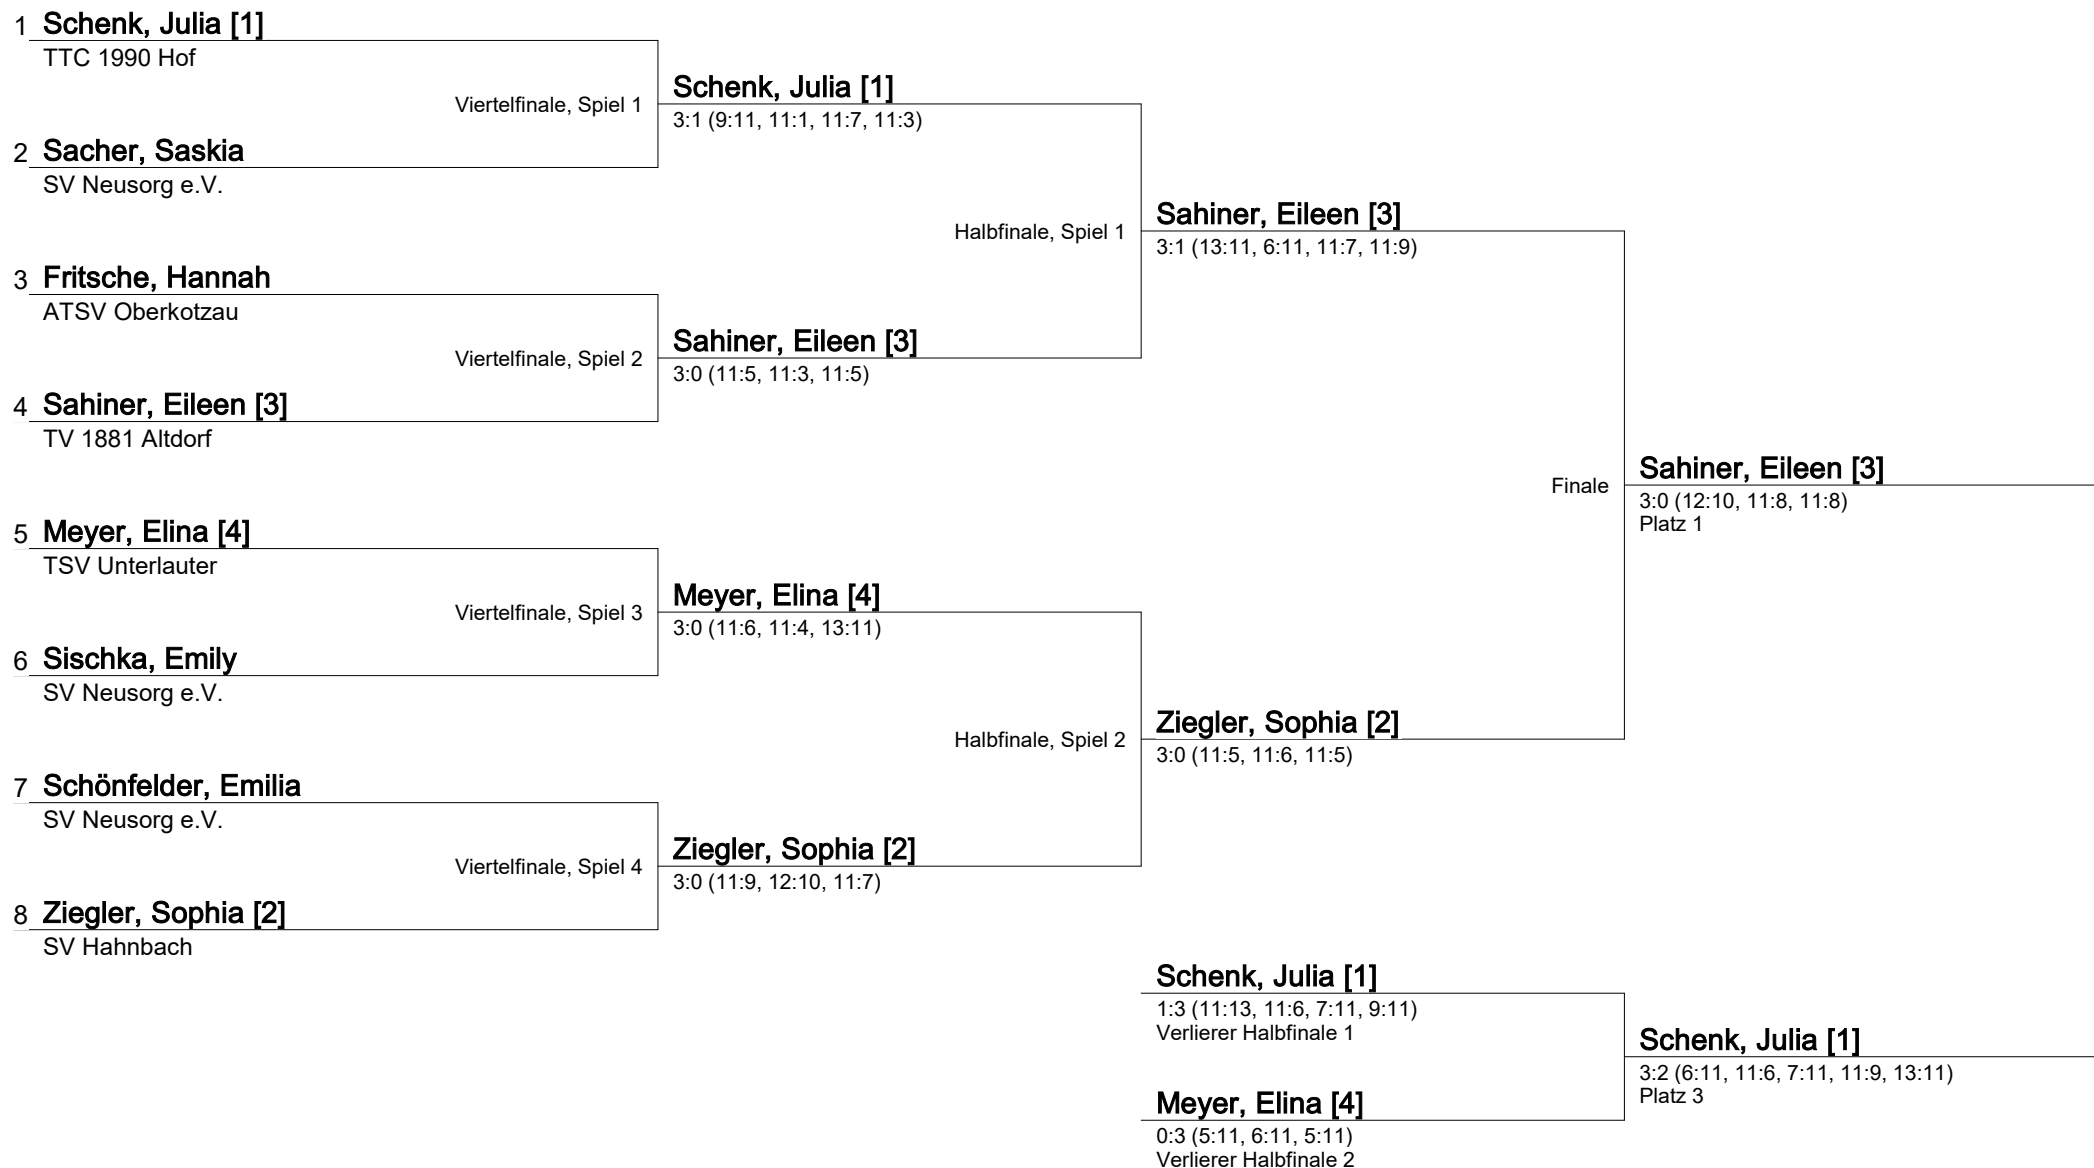 1 Schenk, Julia [1]
TTC 1990 Hof
Viertelfinale, Spiel 1
2 Sacher, Saskia
SV Neusorg e.V.
3 Fritsche, Hannah
ATSV Oberkotzau
Viertelfinale, Spiel 2
4 Sahiner, Eileen [3]
TV 1881 Altdorf
5 Meyer, Elina [4]
TSV Unterlauter
Viertelfinale, Spiel 3
6 Sischka, Emily
SV Neusorg e.V.
7 Schönfelder, Emilia
SV Neusorg e.V.
Viertelfinale, Spiel 4
8 Ziegler, Sophia [2]
SV Hahnbach
Schenk, Julia [1]
3:1 (9:11, 11:1, 11:7, 11:3)
Halbfinale, Spiel 1
Sahiner, Eileen [3]
3:0 (11:5, 11:3, 11:5)
Meyer, Elina [4]
3:0 (11:6, 11:4, 13:11)
Halbfinale, Spiel 2
Ziegler, Sophia [2]
3:0 (11:9, 12:10, 11:7)
Sahiner, Eileen [3]
3:1 (13:11, 6:11, 11:7, 11:9)
Finale
Ziegler, Sophia [2]
3:0 (11:5, 11:6, 11:5)
Sahiner, Eileen [3]
3:0 (12:10, 11:8, 11:8)
Platz 1
Schenk, Julia [1]
1:3 (11:13, 11:6, 7:11, 9:11)
Verlierer Halbfinale 1
Meyer, Elina [4]
0:3 (5:11, 6:11, 5:11)
Verlierer Halbfinale 2
Schenk, Julia [1]
3:2 (6:11, 11:6, 7:11, 11:9, 13:11)
Platz 3